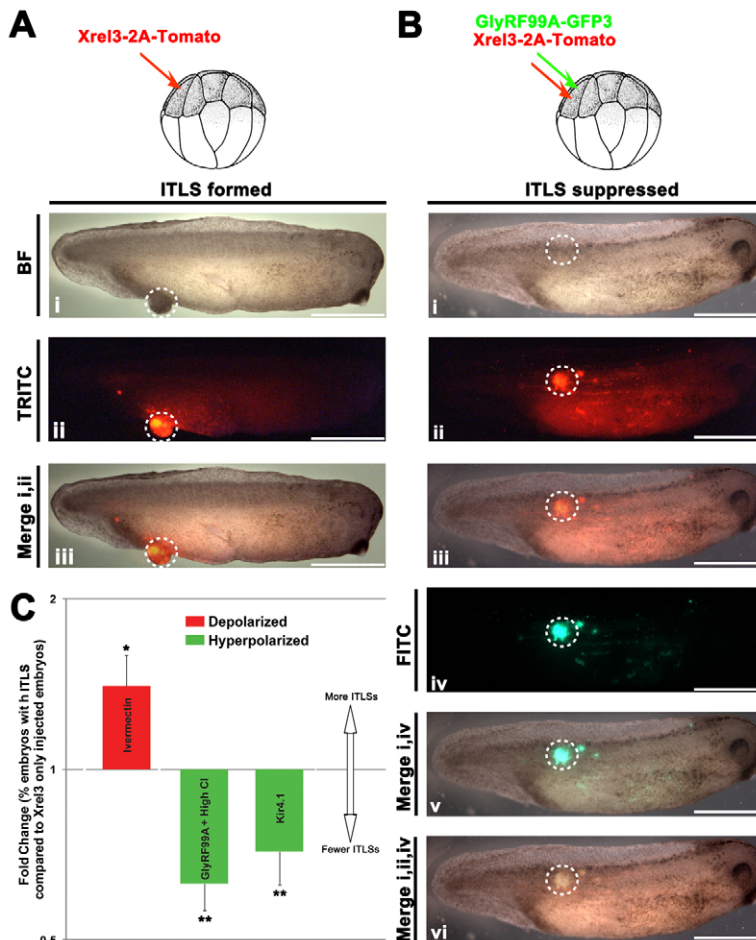 A
Xrel3-2A-Tomato
ITLS formed
BF
i
TRITC
ii
Merge i,ii
iii
B
GlyRF99A-GFP3
Xrel3-2A-Tomato
ITLS suppressed
i
ii
iii
FITC
iv
Merge i,iv
v
Merge i,ii,iv
vi
C
Fold Change (% embryos wit h ITLS
compared to Xrel3 only injected embryos)
2
1
0.5
Depolarized
Hyperpolarized
*
Ivermectin
GlyRF99A + High Cl
**
Kir4.1
**
More ITLSs
Fewer ITLSs